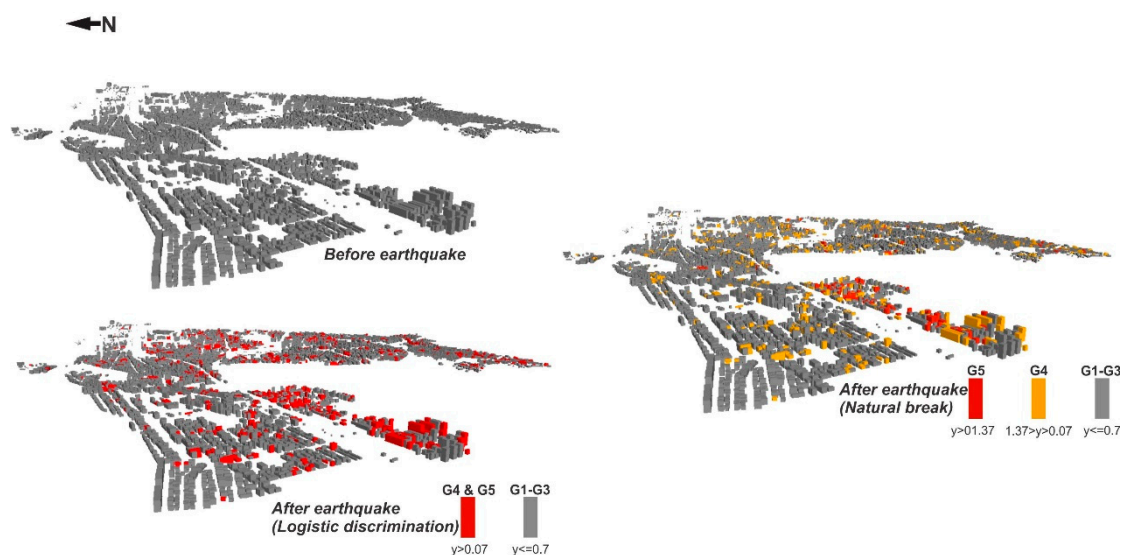 N
Before earthquake
After earthquake
(Logistic discrimination)
G4 & G5
G1-G3
y>0.07
y<=0.7
After earthquake
(Natural break)
G5
G4
G1-G3
y>01.37
1.37>y>0.07
y<=0.7